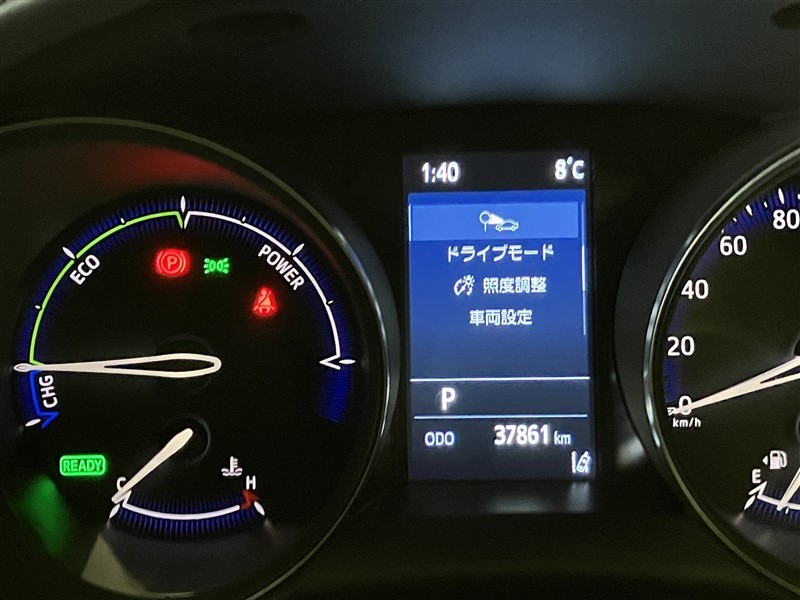 1:40 8℃
ドライブモード
照度調整
車両設定
P
ODO 37861 km
ECO
POWER
CHG
P
READY
C
H
80
60
40
20
0
km/h
E